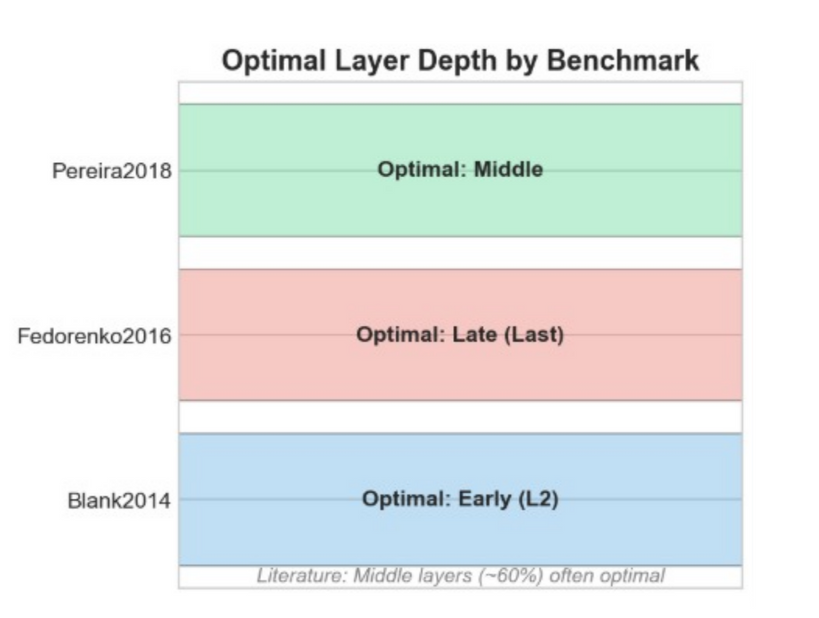 Optimal Layer Depth by Benchmark
Pereira2018
Optimal: Middle
Fedorenko2016
Optimal: Late (Last)
Blank2014
Optimal: Early (L2)
Literature: Middle layers (~60%) often optimal